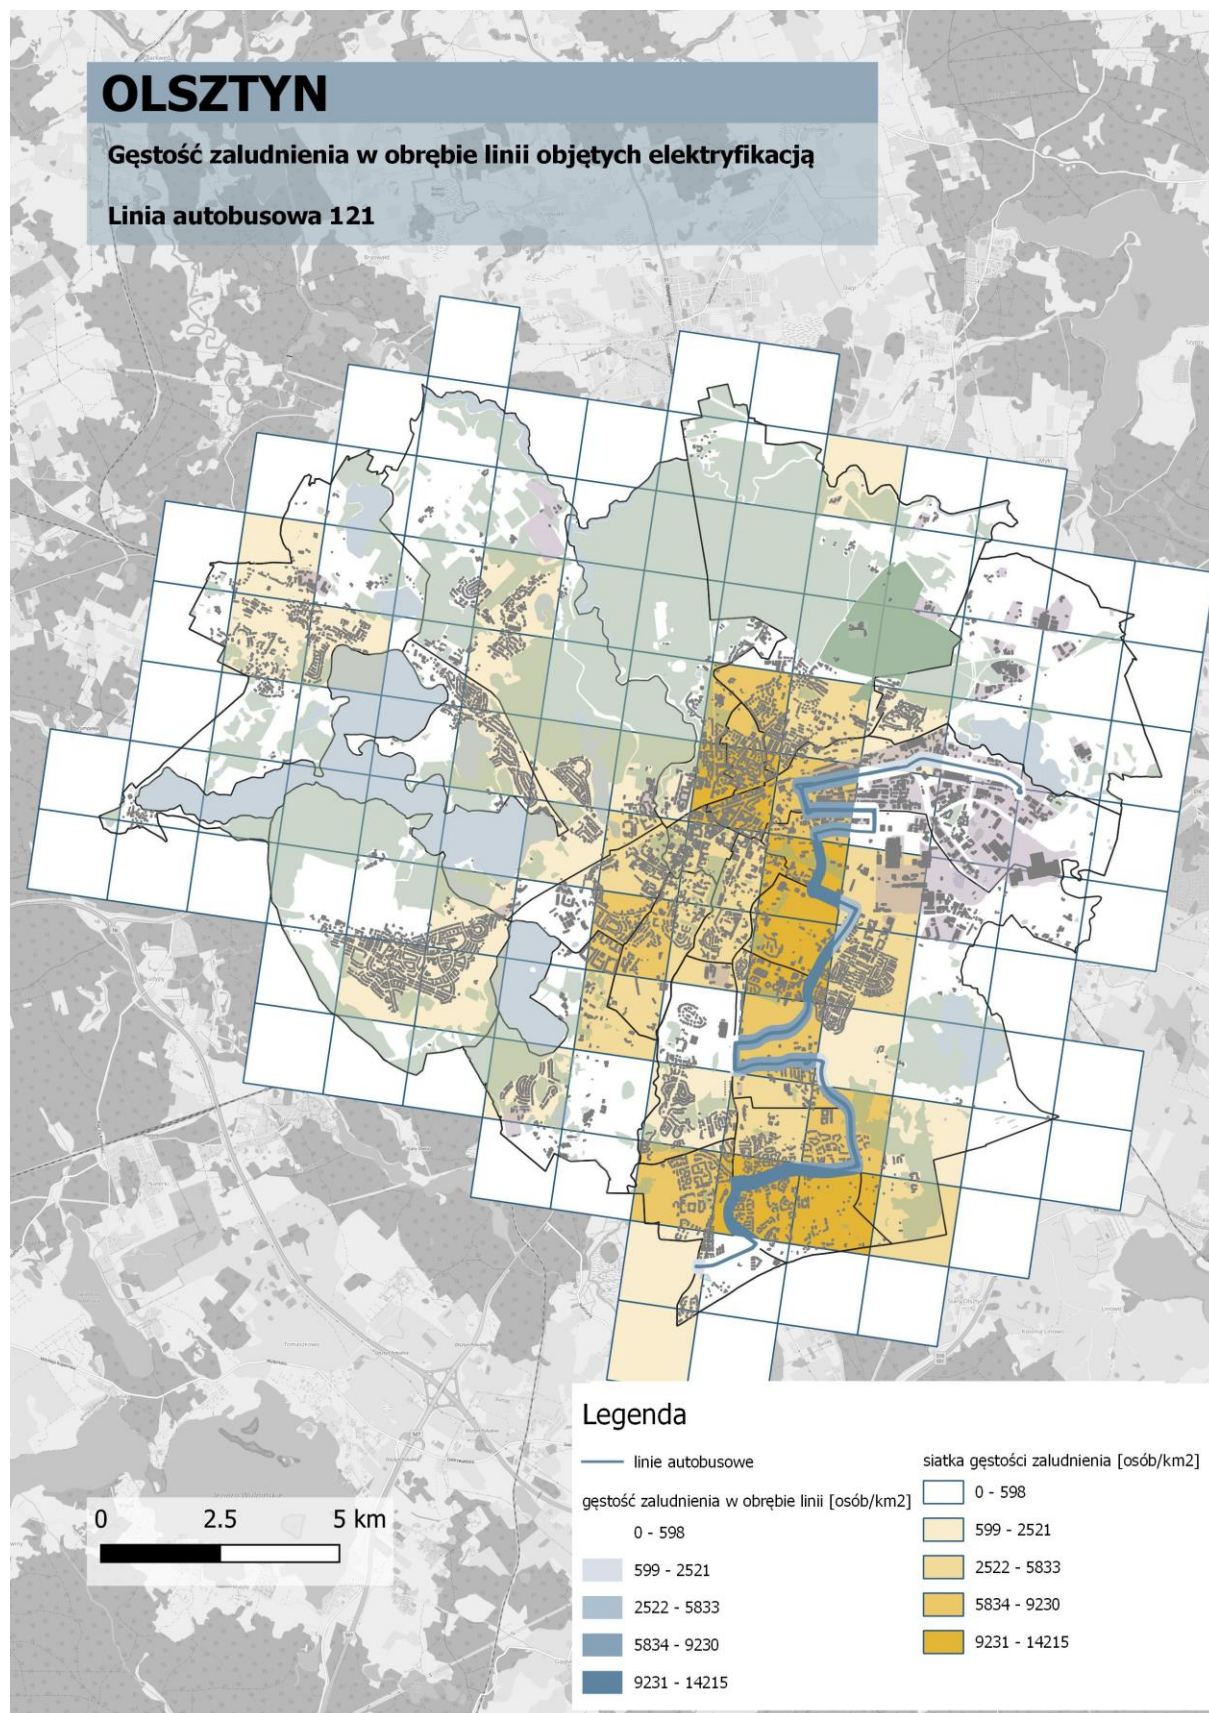 OLSZTYN
Gęstość zaludnienia w obrębie linii objętych elektryfikacją
Linia autobusowa 121
Legenda
linie autobusowe
gęstość zaludnienia w obrębie linii [osób/km2]
0 - 598
599 - 2521
2522 - 5833
5834 - 9230
9231 - 14215
siatka gęstości zaludnienia [osób/km2]
0 - 598
599 - 2521
2522 - 5833
5834 - 9230
9231 - 14215
0 2.5 5 km